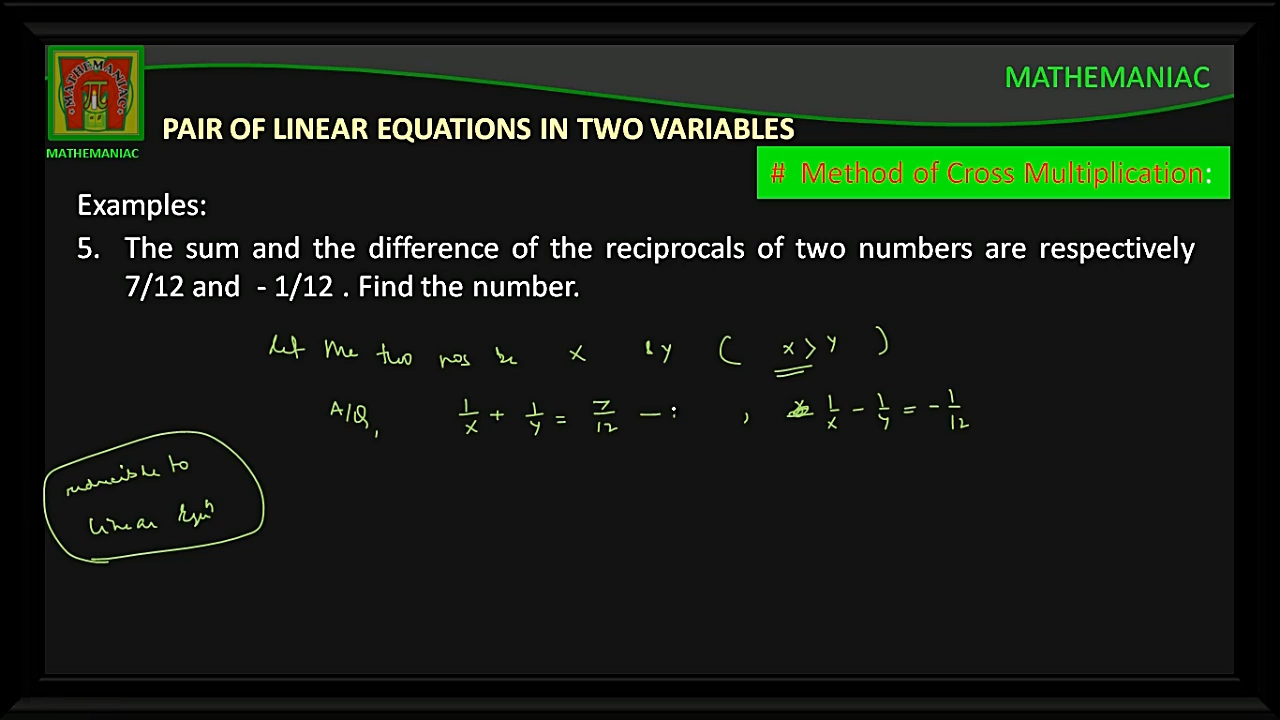 MATHEMANIAC
MATHEMANIAC
PAIR OF LINEAR EQUATIONS IN TWO VARIABLES
MATHEMANIAC
# Method of Cross Multiplication:
Examples:
5. The sum and the difference of the reciprocals of two numbers are respectively
7/12 and - 1/12 . Find the number.
Let the two nos be x & y ( x > y )
A/Q, 1/x + 1/y = 7/12 — : , 1/x - 1/y = - 1/12
reducible to
linear Eqnⁿ